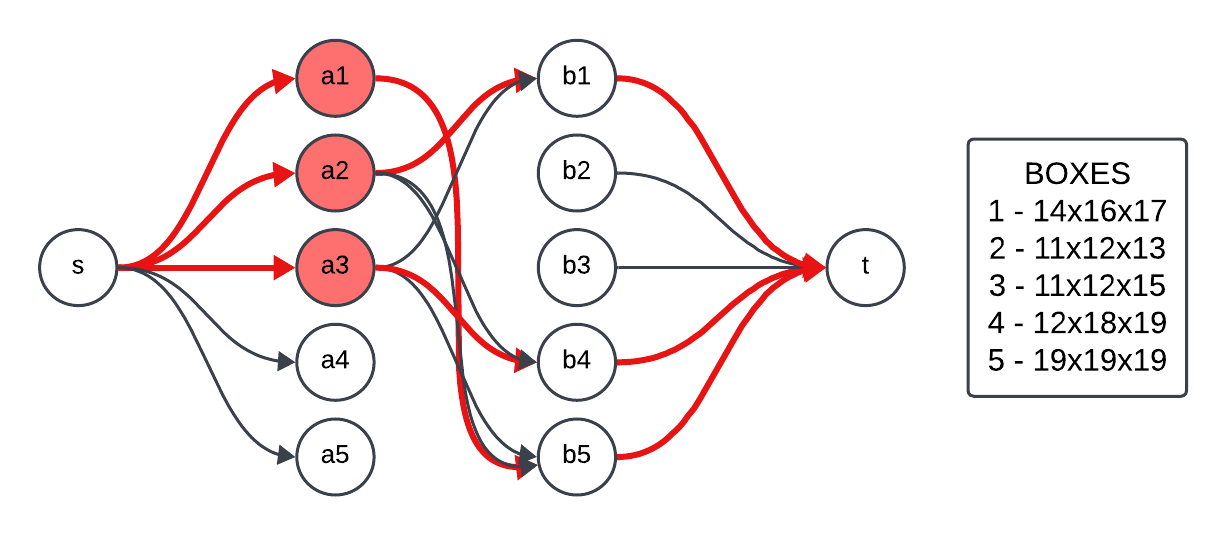 s
a1
a2
a3
a4
a5
b1
b2
b3
b4
b5
t
BOXES
1 - 14x16x17
2 - 11x12x13
3 - 11x12x15
4 - 12x18x19
5 - 19x19x19